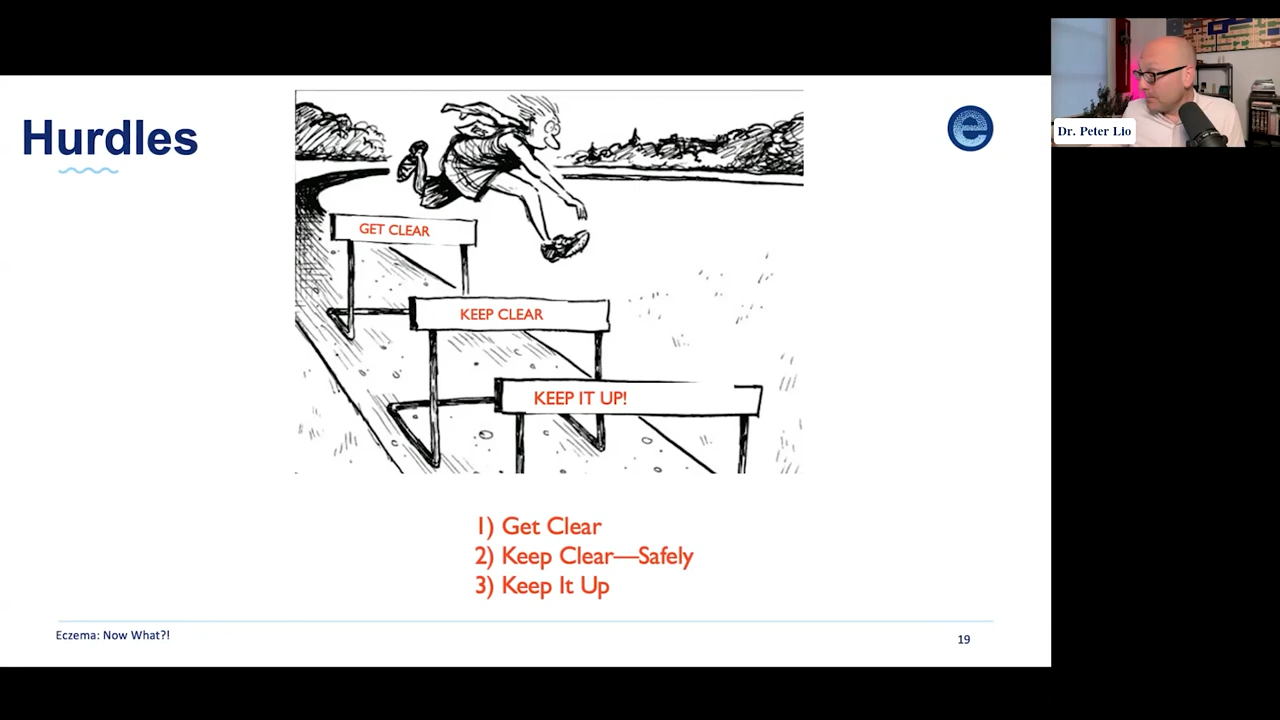 Hurdles
GET CLEAR
KEEP CLEAR
KEEP IT UP!
1) Get Clear
2) Keep Clear—Safely
3) Keep It Up
Eczema: Now What?!
19
Dr. Peter Lio